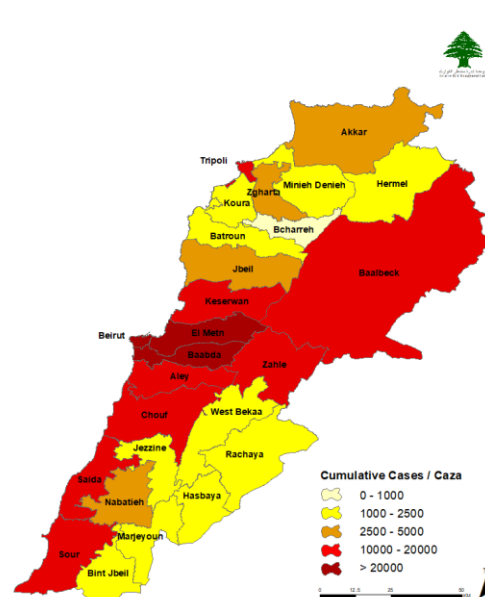 Akkar
Tripoli
Zgharta
Minieh Denieh
Hermel
Koura
Bcharreh
Batroun
Baalbeck
Jbeil
Keserwan
Beirut
El Metn
Baabda
Zahle
Aley
Chouf
West Bekaa
Jezzine
Rachaya
Saida
Hasbaya
Nabatieh
Marjeyoun
Sour
Bint Jbeil
Cumulative Cases / Caza
0 - 1000
1000 - 2500
2500 - 5000
10000 - 20000
> 20000